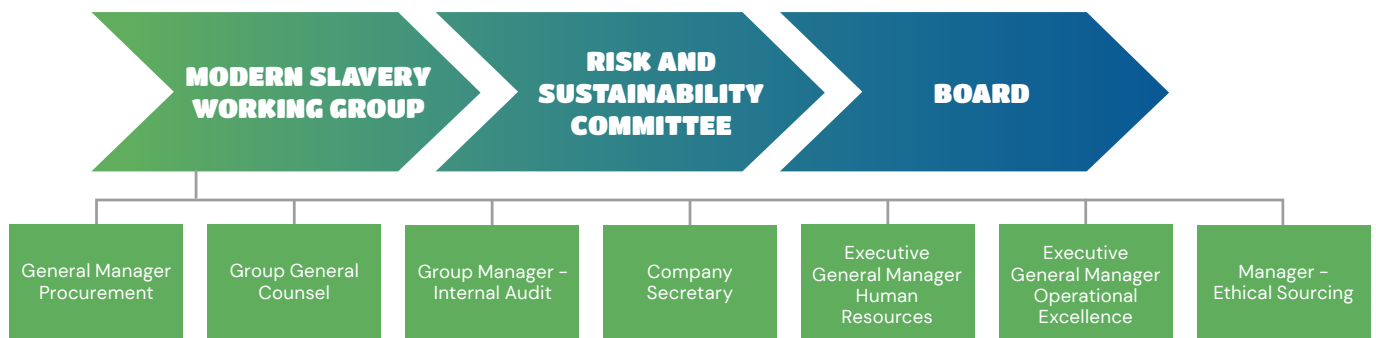 MODERN SLAVERY
WORKING GROUP
RISK AND
SUSTAINABILITY
COMMITTEE
BOARD
General Manager
Procurement
Group General
Counsel
Group Manager –
Internal Audit
Company
Secretary
Executive
General Manager
Human
Resources
Executive
General Manager
Operational
Excellence
Manager –
Ethical Sourcing